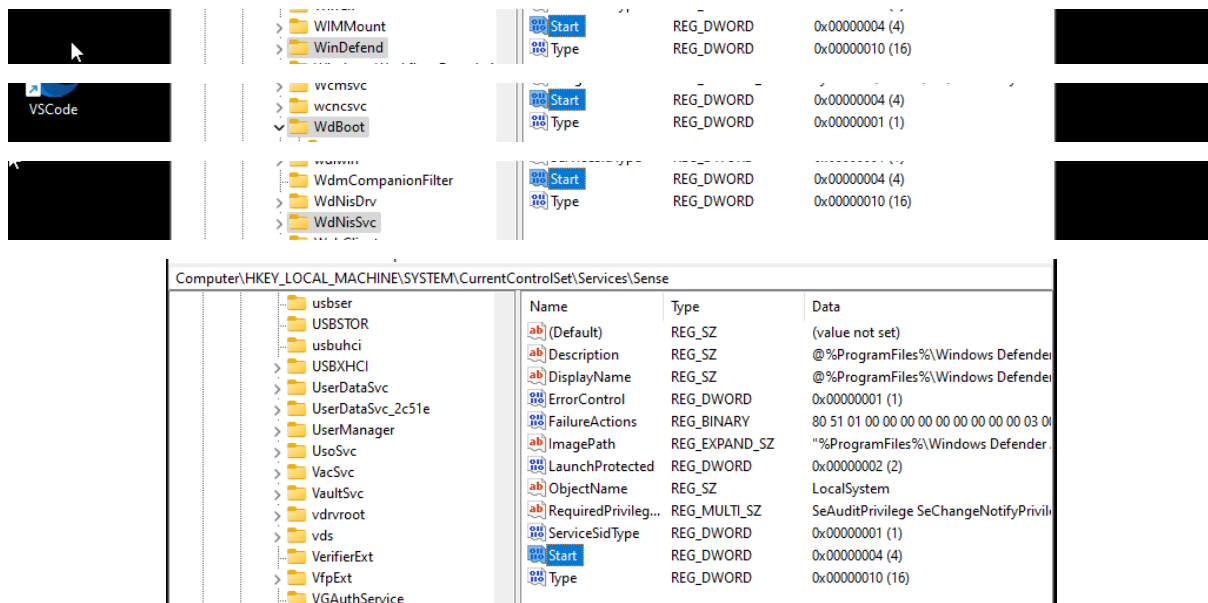 Start REG_DWORD 0x00000004 (4)
WIMMount
WinDefend Type REG_DWORD 0x00000010 (16)
Wcmsvc
VSCode wcncsvc Start REG_DWORD 0x00000004 (4)
WdBoot Type REG_DWORD 0x00000001 (1)
WdmCompanionFilter Start REG_DWORD 0x00000004 (4)
WdNisDrv Type REG_DWORD 0x00000010 (16)
WdNisSvc
Computer\HKEY_LOCAL_MACHINE\SYSTEM\CurrentControlSet\Services\Sense
usbser Name Type Data
USBSTOR (Default) REG_SZ (value not set)
usbuhci Description REG_SZ @%ProgramFiles%\Windows Defender
USBXHCI DisplayName REG_SZ @%ProgramFiles%\Windows Defender
UserDataSvc ErrorControl REG_DWORD 0x00000001 (1)
UserDataSvc_2c51e FailureActions REG_BINARY 80 51 01 00 00 00 00 00 00 00 00 00 03 00
UserManager ImagePath REG_EXPAND_SZ "%ProgramFiles%\Windows Defender
UsoSvc LaunchProtected REG_DWORD 0x00000002 (2)
VacSvc ObjectName REG_SZ LocalSystem
VaultSvc RequiredPrivileg... REG_MULTI_SZ SeAuditPrivilege SeChangeNotifyPrivil
vdrvroot ServiceSidType REG_DWORD 0x00000001 (1)
vds Start REG_DWORD 0x00000004 (4)
VerifierExt Type REG_DWORD 0x00000010 (16)
VfpExt
VGAuthService